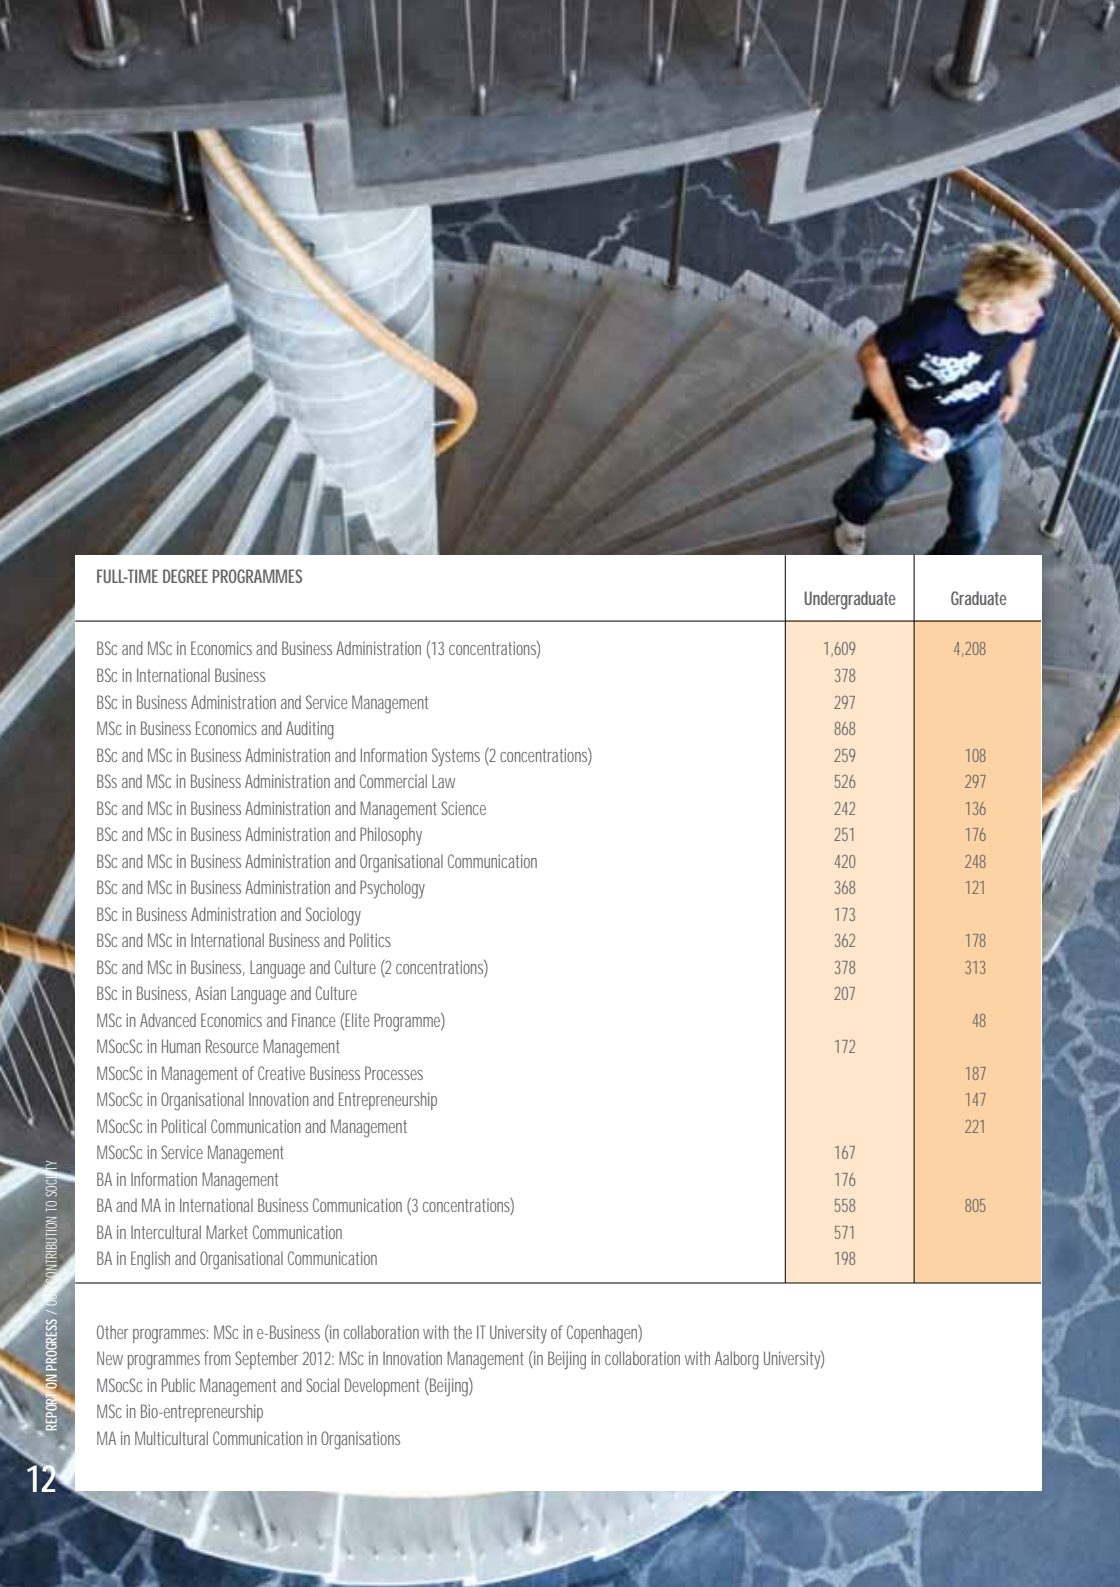 FULL-TIME DEGREE PROGRAMMES
Undergraduate Graduate
BSc and MSc in Economics and Business Administration (13 concentrations) 1,609 4,208
BSc in International Business 378
BSc in Business Administration and Service Management 297
MSc in Business Economics and Auditing 868
BSc and MSc in Business Administration and Information Systems (2 concentrations) 259 108
BSs and MSc in Business Administration and Commercial Law 526 297
BSc and MSc in Business Administration and Management Science 242 136
BSc and MSc in Business Administration and Philosophy 251 176
BSc and MSc in Business Administration and Organisational Communication 420 248
BSc and MSc in Business Administration and Psychology 368 121
BSc in Business Administration and Sociology 173
BSc and MSc in International Business and Politics 362 178
BSc and MSc in Business, Language and Culture (2 concentrations) 378 313
BSc in Business, Asian Language and Culture 207
MSc in Advanced Economics and Finance (Elite Programme) 48
MSocSc in Human Resource Management 172
MSocSc in Management of Creative Business Processes 187
MSocSc in Organisational Innovation and Entrepreneurship 147
MSocSc in Political Communication and Management 221
MSocSc in Service Management 167
BA in Information Management 176
BA and MA in International Business Communication (3 concentrations) 558 805
BA in Intercultural Market Communication 571
BA in English and Organisational Communication 198
Other programmes: MSc in e-Business (in collaboration with the IT University of Copenhagen)
New programmes from September 2012: MSc in Innovation Management (in Beijing in collaboration with Aalborg University)
MSocSc in Public Management and Social Development (Beijing)
MSc in Bio-entrepreneurship
MA in Multicultural Communication in Organisations
REPORT ON PROGRESS / OUR CONTRIBUTION TO SOCIETY
12